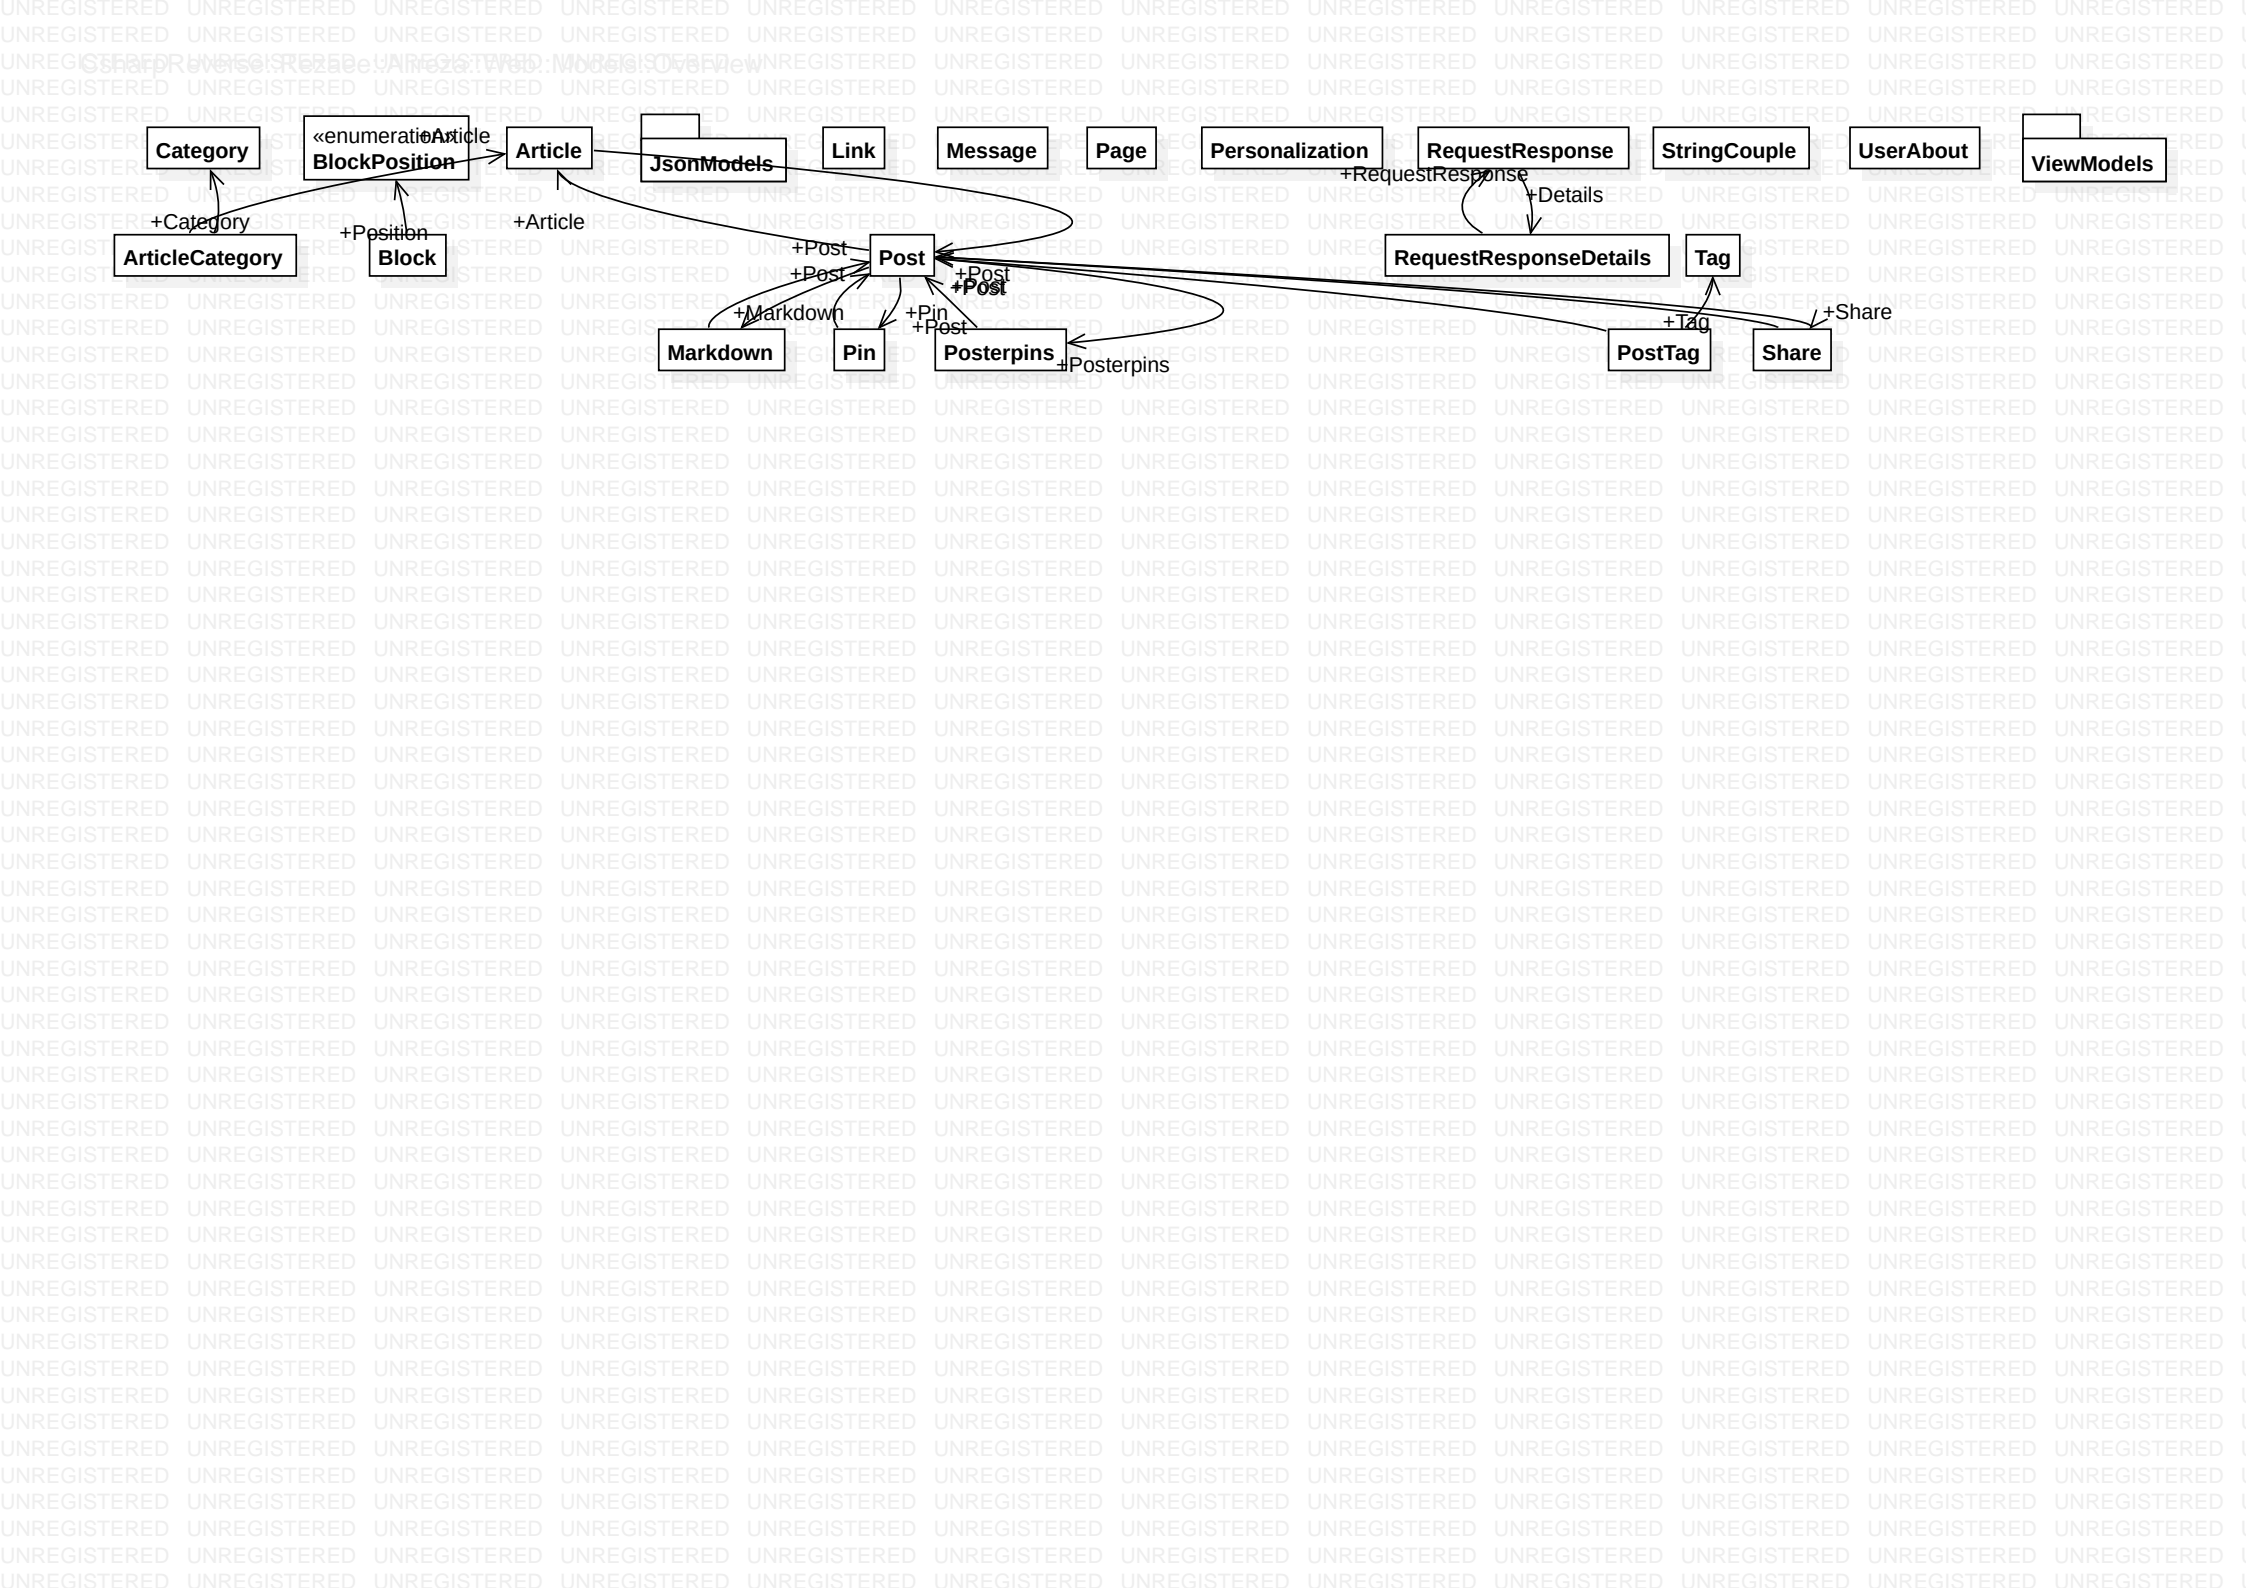 CsharpReverse::Rezaee::Alireza::Web::Models::Overview
Category
«enumeration»
BlockPosition
+Article
Article
JsonModels
Link
Message
Page
Personalization
RequestResponse
StringCouple
UserAbout
ViewModels
+RequestResponse
+Details
+Category
+Position
+Article
ArticleCategory
Block
+Post
Post
RequestResponseDetails
Tag
+Post
+Post
+Post
+Post
+Markdown
+Pin
+Post
+Tag
+Share
Markdown
Pin
Posterpins
+Posterpins
PostTag
Share
UNREGISTERED